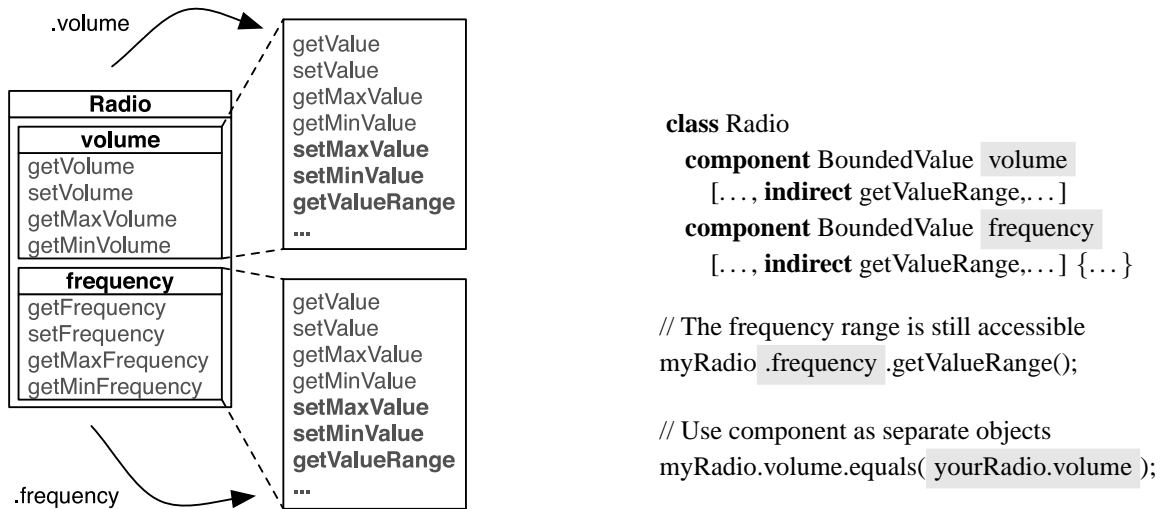 .volume
Radio
volume
getVolume
setVolume
getMaxVolume
getMinVolume
frequency
getFrequency
setFrequency
getMaxFrequency
getMinFrequency
.frequency
getValue
setValue
getMaxValue
getMinValue
setMaxValue
setMinValue
getValueRange
...
getValue
setValue
getMaxValue
getMinValue
setMaxValue
setMinValue
getValueRange
...
class Radio
component BoundedValue volume
[..., indirect getValueRange,...]
component BoundedValue frequency
[..., indirect getValueRange,...] {...}
// The frequency range is still accessible
myRadio .frequency .getValueRange();
// Use component as separate objects
myRadio.volume.equals( yourRadio.volume );